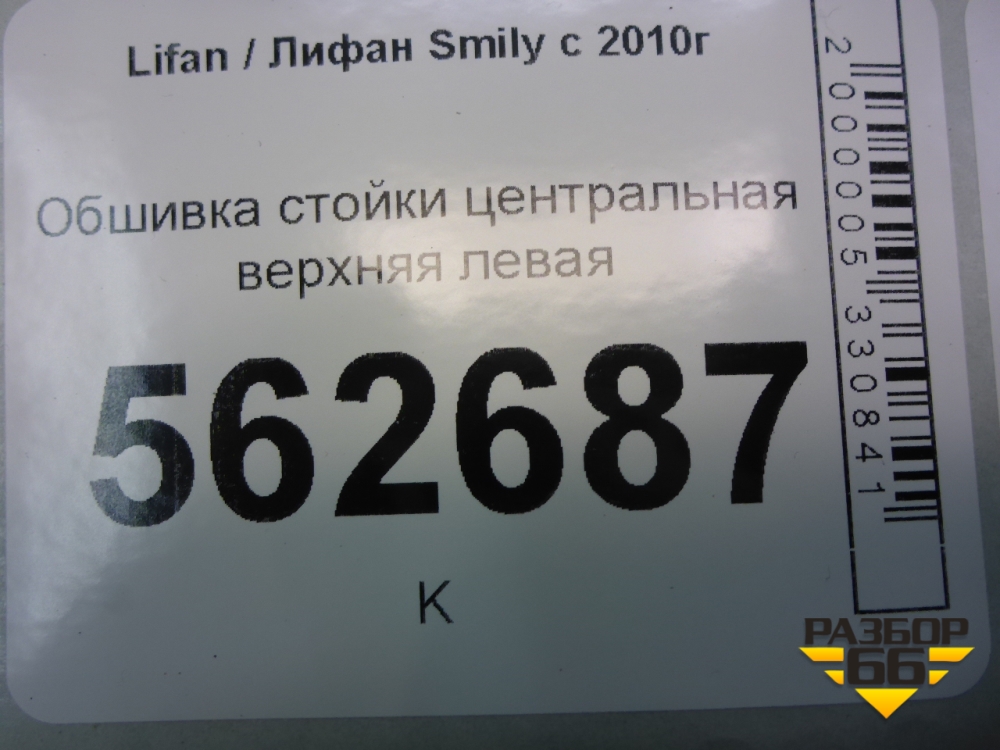 Lifan / Лифан Smily с 2010г
Обшивка стойки центральная
верхняя левая
562687
К
2000005330841
РАЗБОР
66